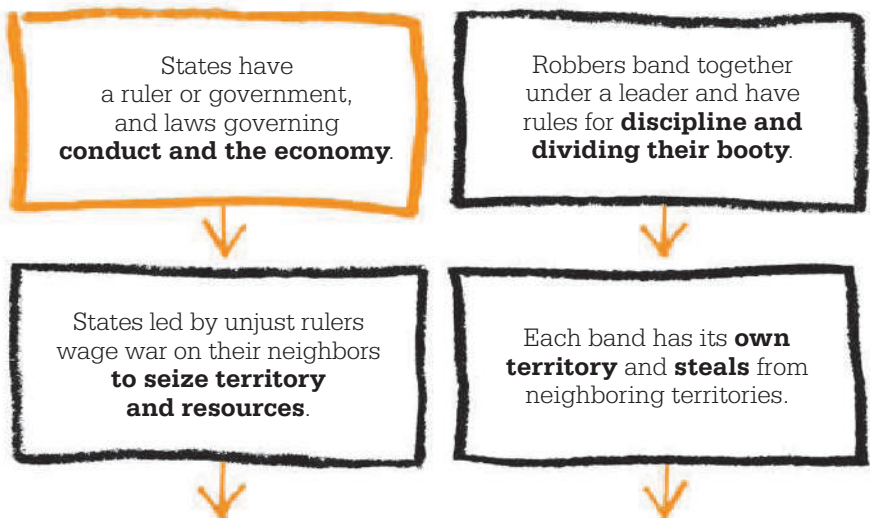 States have
a ruler or government,
and laws governing
conduct and the economy.
Robbers band together
under a leader and have
rules for discipline and
dividing their booty.
States led by unjust rulers
wage war on their neighbors
to seize territory
and resources.
Each band has its own
territory and steals from
neighboring territories.